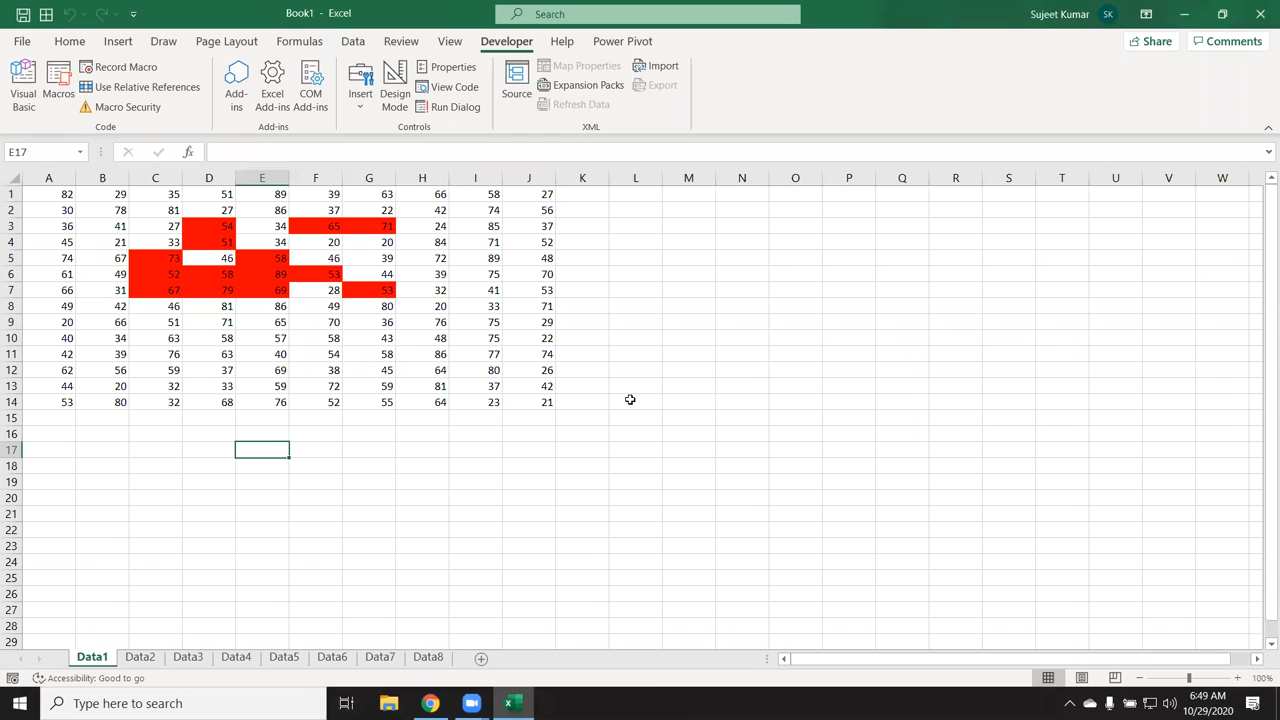 Book1 - Excel
Search
Sujeet Kumar
SK
File Home Insert Draw Page Layout Formulas Data Review View Developer Help Power Pivot
Share
Comments
Visual Basic
Macros
Record Macro
Use Relative References
Macro Security
Code
Add-ins
Excel Add-ins
COM Add-ins
Add-ins
Insert
Design Mode
Properties
View Code
Run Dialog
Controls
Source
Map Properties
Expansion Packs
Refresh Data
Import
Export
XML
E17
fx
A B C D E F G H I J K L M N O P Q R S T U V W
1 82 29 35 51 89 39 63 66 58 27
2 30 78 81 27 86 37 22 42 74 56
3 36 41 27 54 34 65 71 24 85 37
4 45 21 33 51 34 20 20 84 71 52
5 74 67 73 46 58 46 39 72 89 48
6 61 49 52 58 89 53 44 39 75 70
7 66 31 67 79 69 28 53 32 41 53
8 49 42 46 81 86 49 80 20 33 71
9 20 66 51 71 65 70 36 76 75 29
10 40 34 63 58 57 58 43 48 75 22
11 42 39 76 63 40 54 58 86 77 74
12 62 56 59 37 69 38 45 64 80 26
13 44 20 32 33 59 72 59 81 37 42
14 53 80 32 68 76 52 55 64 23 21
15
16
17
18
19
20
21
22
23
24
25
26
27
28
29
Data1 Data2 Data3 Data4 Data5 Data6 Data7 Data8
Accessibility: Good to go
100%
Type here to search
6:49 AM
10/29/2020